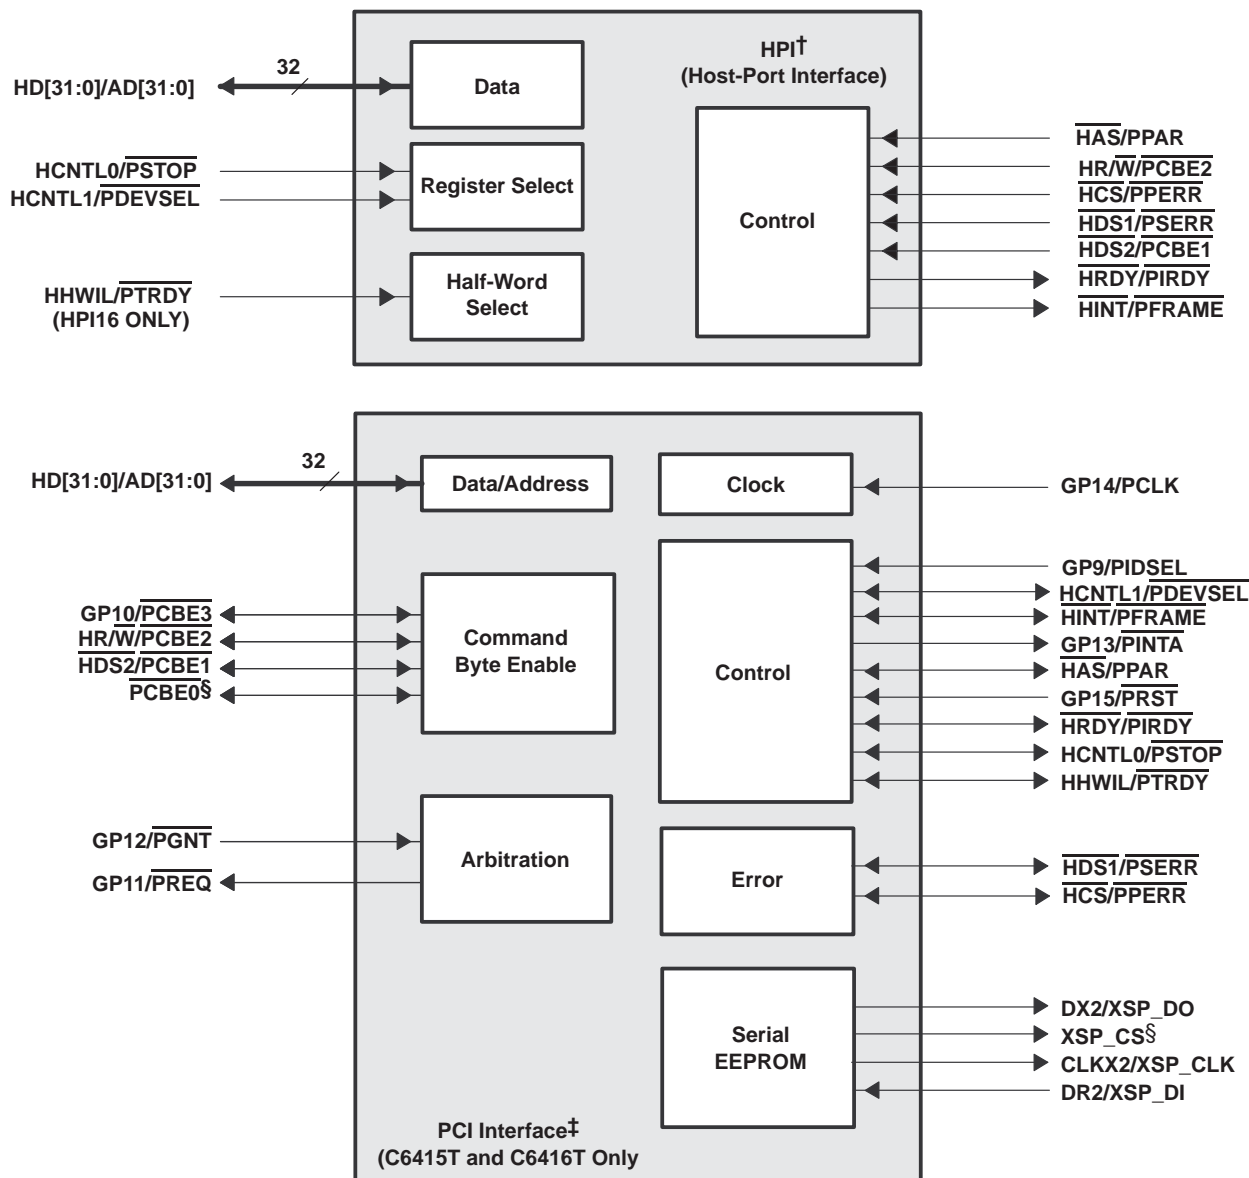 HPI†
(Host-Port Interface)
HD[31:0]/AD[31:0]
32
Data
HCNTL0/PSTOP
HCNTL1/PDEVSEL
Register Select
HHWIL/PTRDY
(HPI16 ONLY)
Half-Word
Select
Control
HAS/PPAR
HR/W/PCBE2
HCS/PPERR
HDS1/PSERR
HDS2/PCBE1
HRDY/PIRDY
HINT/PFRAME
HD[31:0]/AD[31:0]
32
Data/Address
Clock
GP14/PCLK
GP10/PCBE3
HR/W/PCBE2
HDS2/PCBE1
PCBE0§
Command
Byte Enable
Control
GP9/PIDSEL
HCNTL1/PDEVSEL
HINT/PFRAME
GP13/PINTA
HAS/PPAR
GP15/PRST
HRDY/PIRDY
HCNTL0/PSTOP
HHWIL/PTRDY
GP12/PGNT
GP11/PREQ
Arbitration
Error
HDS1/PSERR
HCS/PPERR
Serial
EEPROM
DX2/XSP_DO
XSP_CS§
CLKX2/XSP_CLK
DR2/XSP_DI
PCI Interface‡
(C6415T and C6416T Only